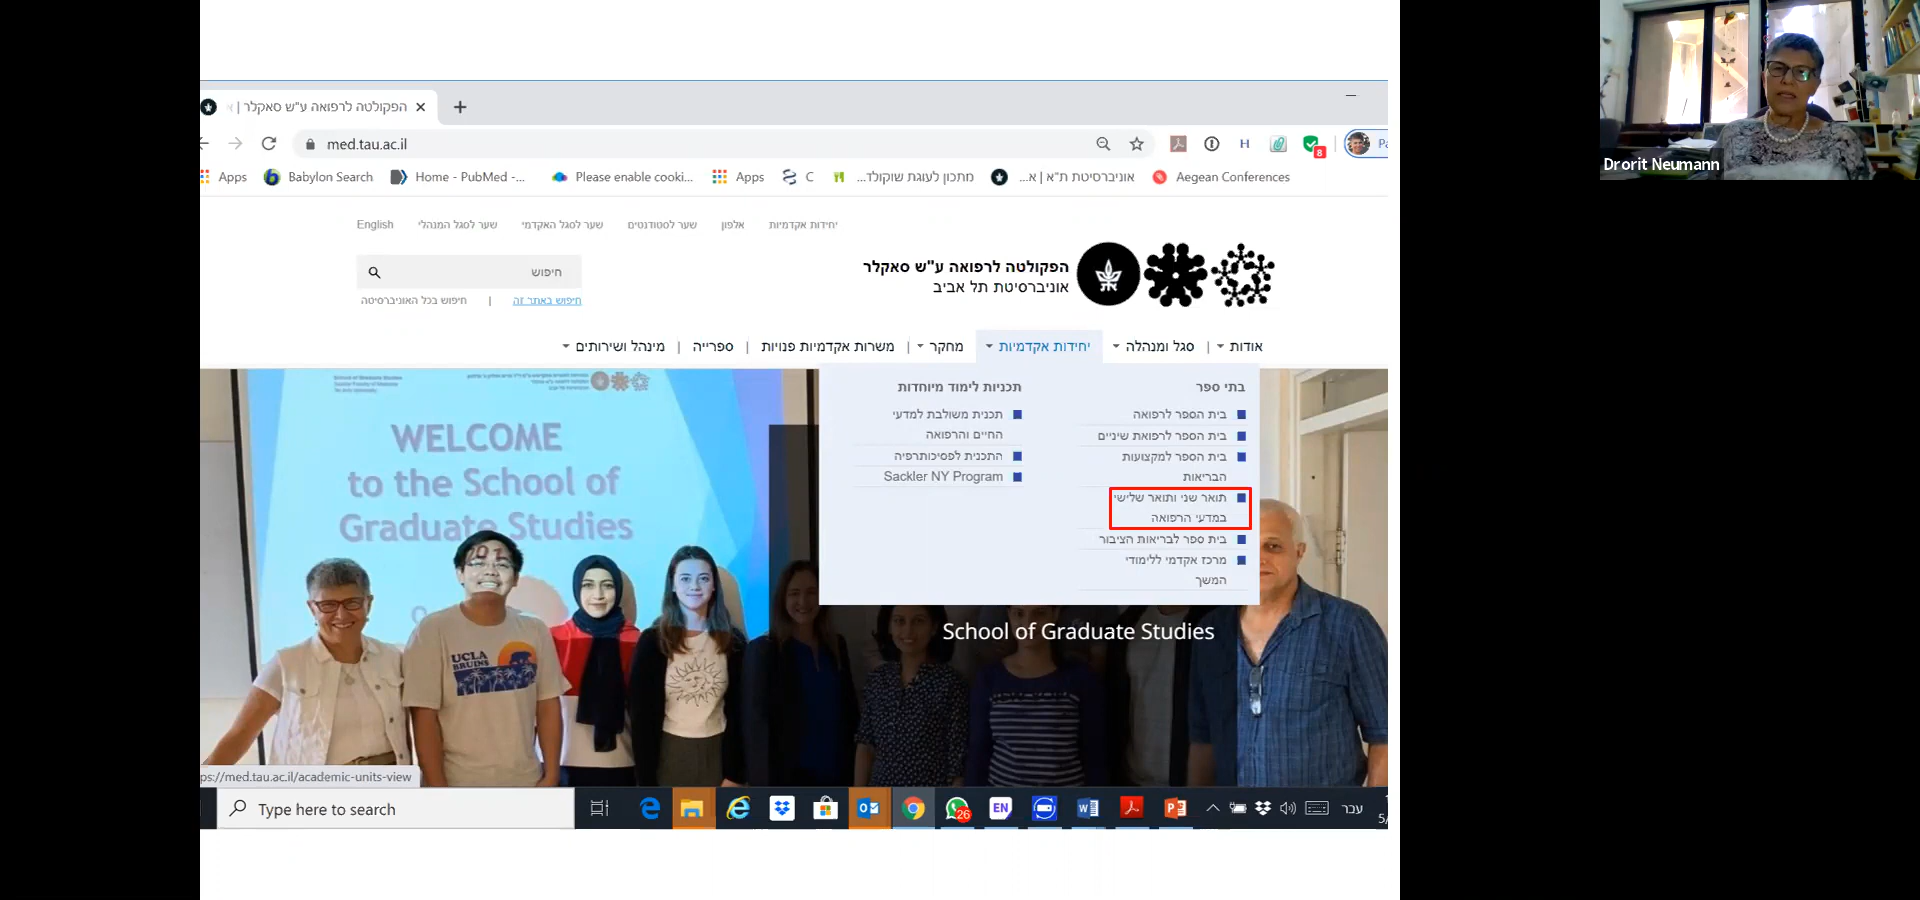 הפקולטה לרפואה ע"ש סאקלר | א
med.tau.ac.il
Apps
Babylon Search
Home - PubMed -...
Please enable cooki...
Apps
C
מתכון לעוגת שוקולד...
אוניברסיטת ת"א | א...
Aegean Conferences
יחידות אקדמיות
אלפון
שער לסטודנטים
שער לסגל האקדמי
שער לסגל המנהלי
English
חיפוש
חיפוש באתר זה | חיפוש בכל האוניברסיטה
הפקולטה לרפואה ע"ש סאקלר
אוניברסיטת תל אביב
אודות | סגל ומנהלה | יחידות אקדמיות | מחקר | משרות אקדמיות פנויות | ספרייה | מינהל ושירותים
בתי ספר
בית הספר לרפואה
בית הספר לרפואת שיניים
בית הספר למקצועות
הבריאות
תואר שני ותואר שלישי
במדעי הרפואה
בית ספר לבריאות הציבור
מרכז אקדמי ללימודי
המשך
תכניות לימוד מיוחדות
תכנית משולבת למדעי
החיים והרפואה
התכנית לפסיכותרפיה
Sackler NY Program
WELCOME
to the School of
Graduate Studies
UCLA
BRUINS
School of Graduate Studies
ps://med.tau.ac.il/academic-units-view
Type here to search
26
EN
עבר
Drorit Neumann